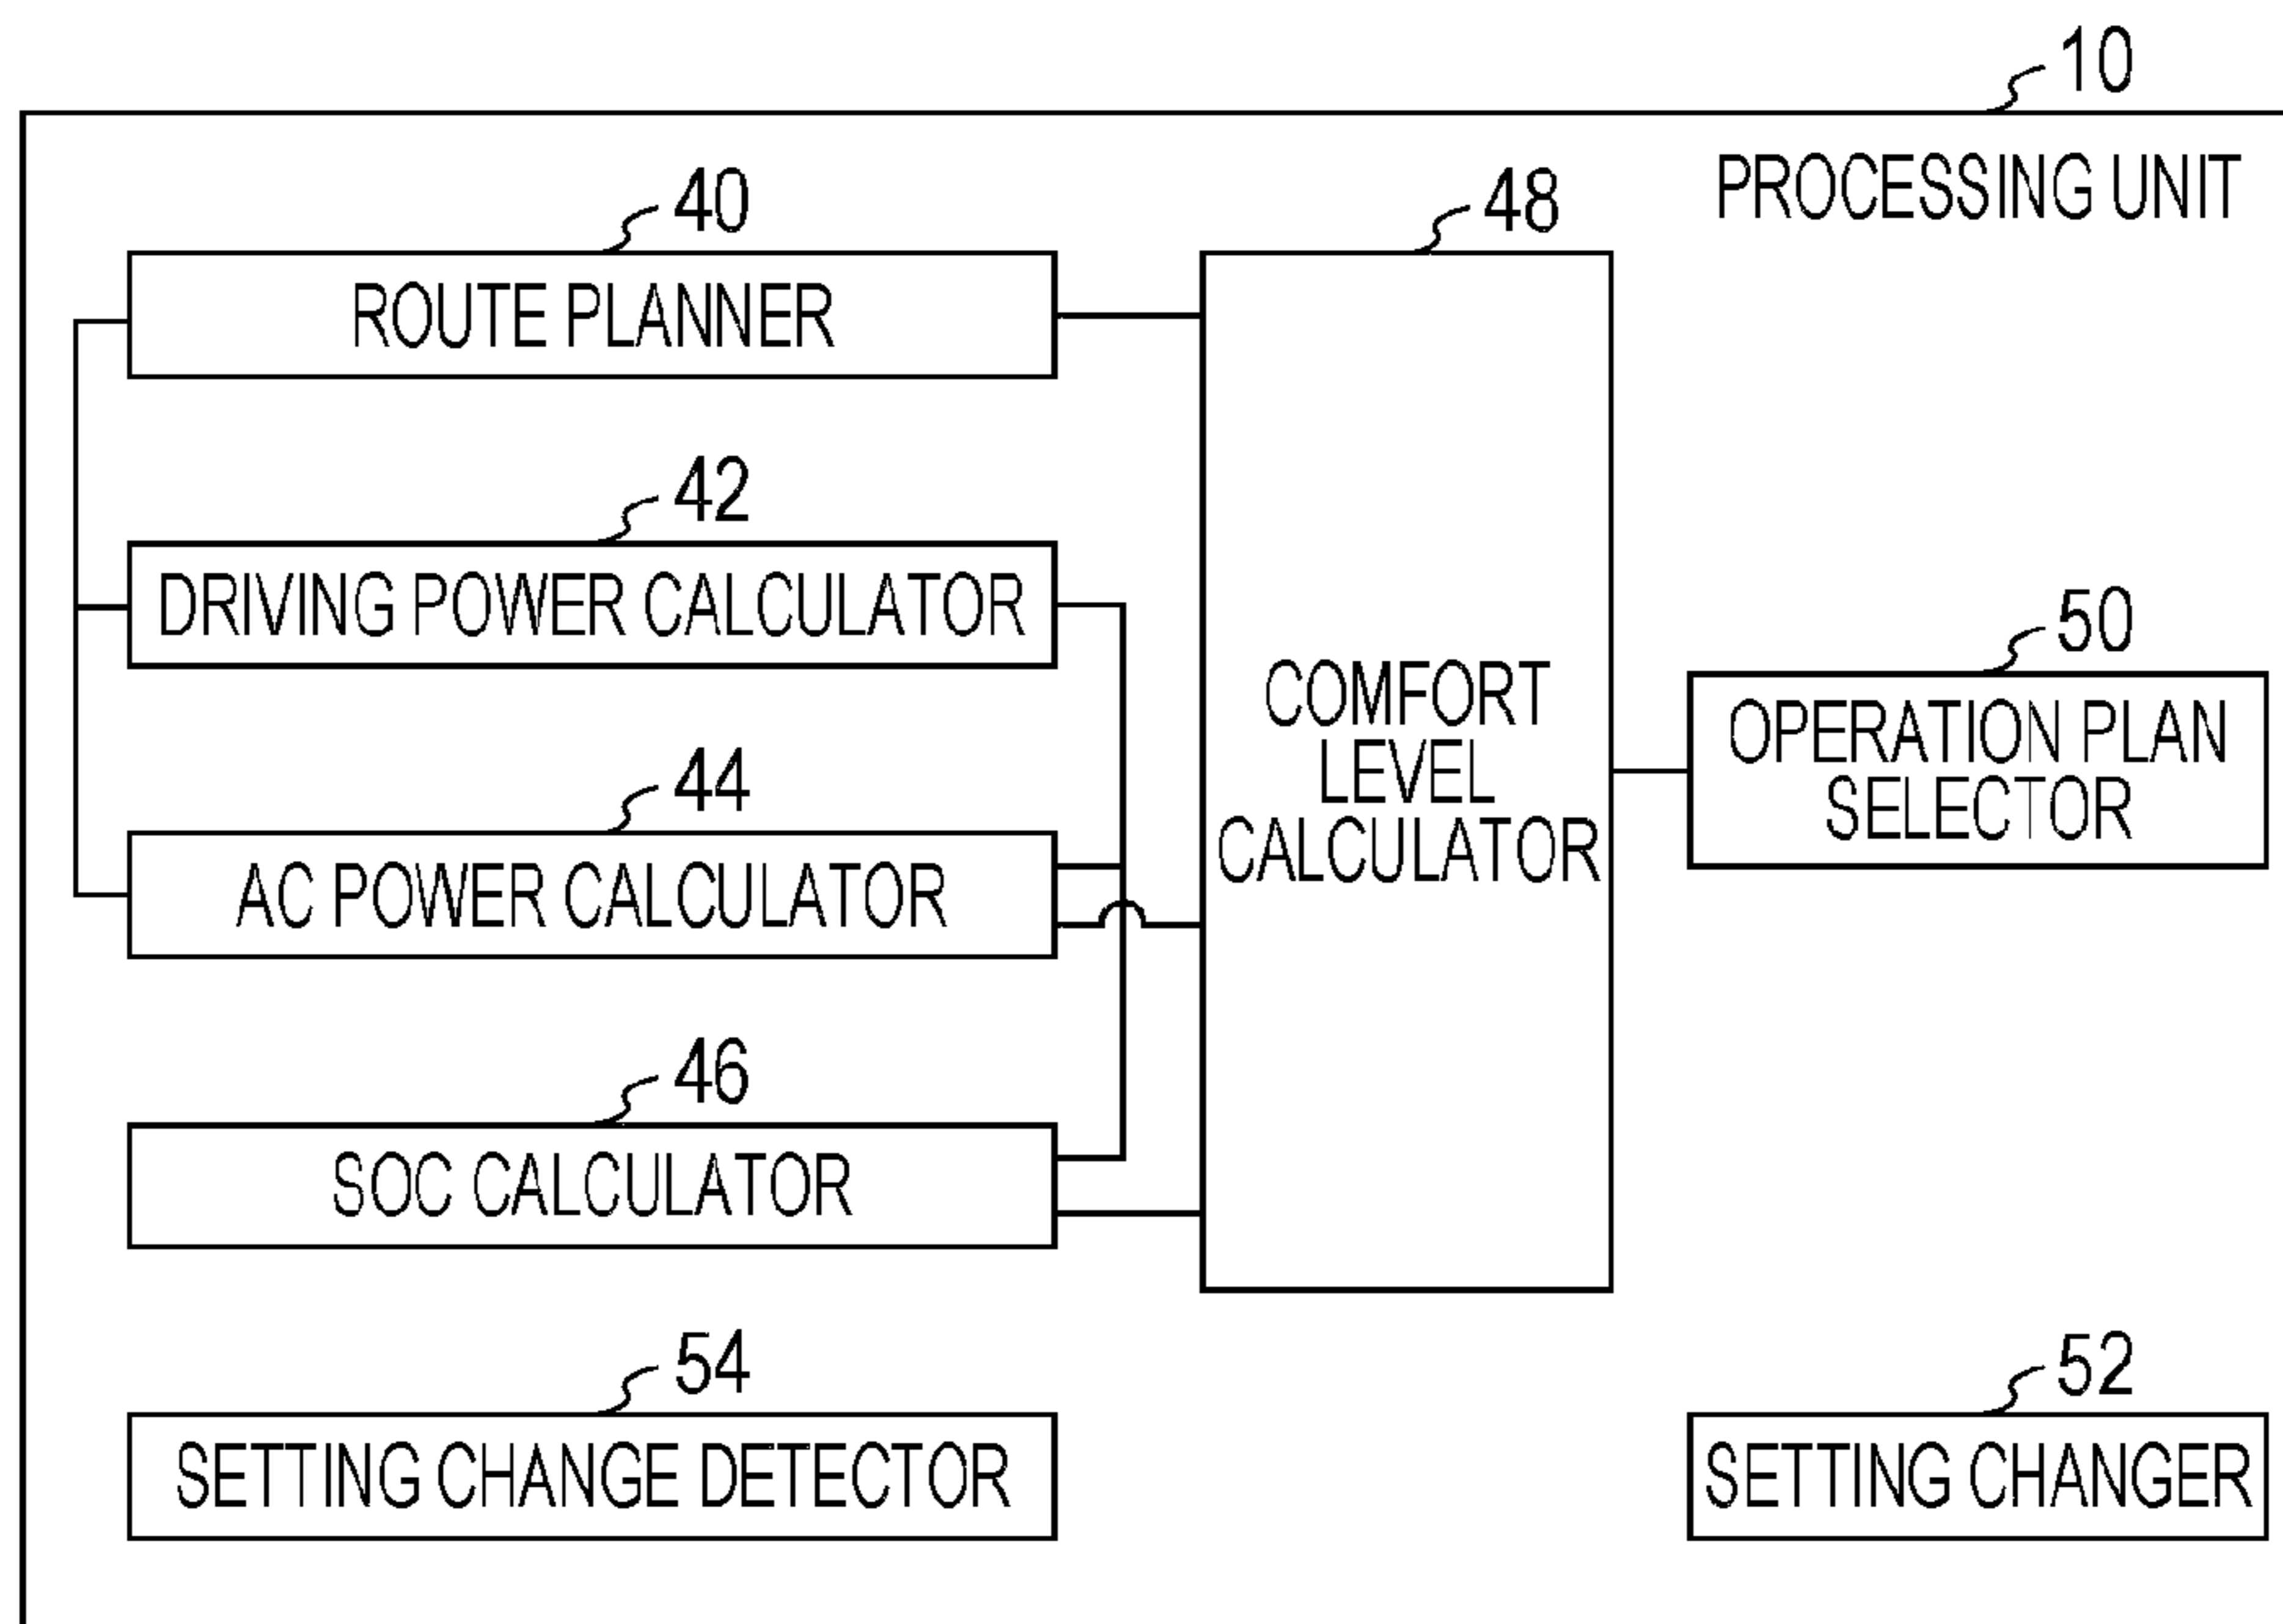 10
PROCESSING UNIT
40
ROUTE PLANNER
42
DRIVING POWER CALCULATOR
44
AC POWER CALCULATOR
46
SOC CALCULATOR
54
SETTING CHANGE DETECTOR
48
COMFORT
LEVEL
CALCULATOR
50
OPERATION PLAN
SELECTOR
52
SETTING CHANGER